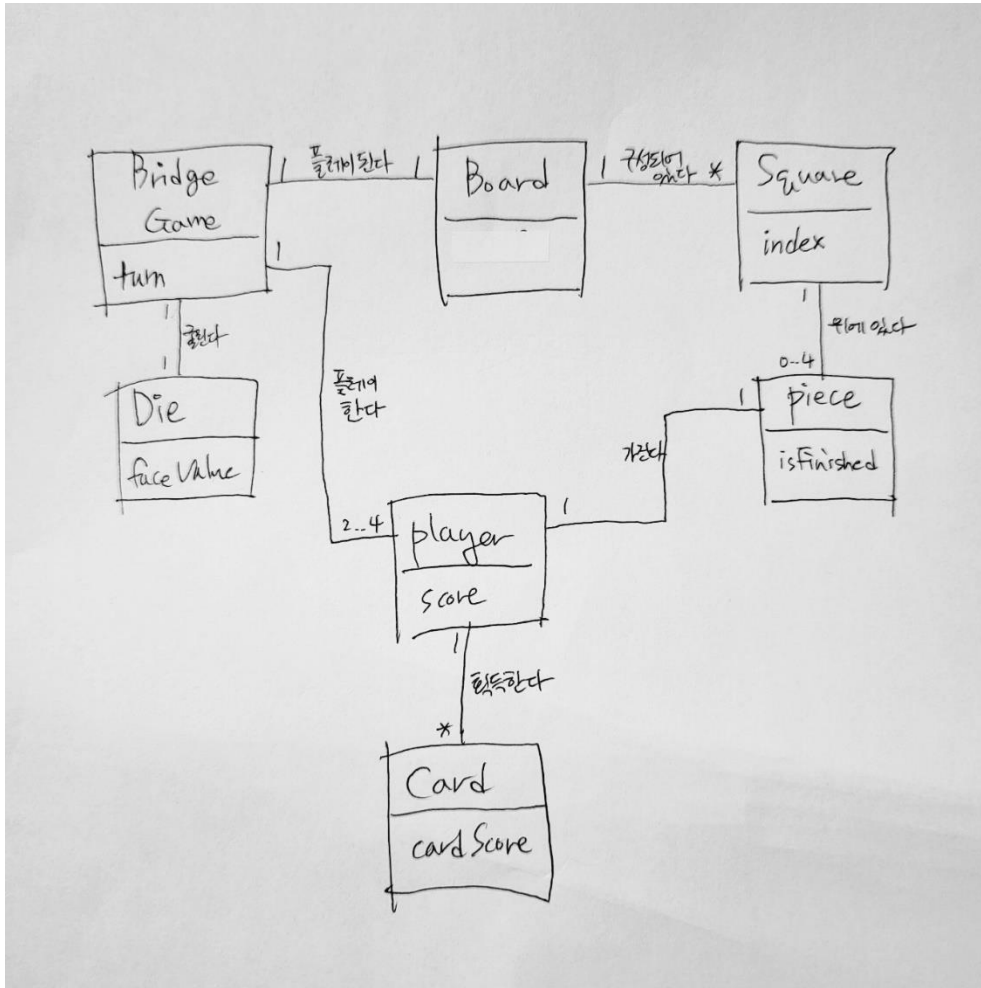 Bridge
Game
turn
1
플레이된다
1
Board
1
구성되어
있다
*
Square
index
1
굴린다
1
Die
faceValue
1
플레이
한다
2..4
player
score
1
위에 있다
0..4
piece
isFinished
1
가진다
1
1
획득한다
*
Card
cardScore